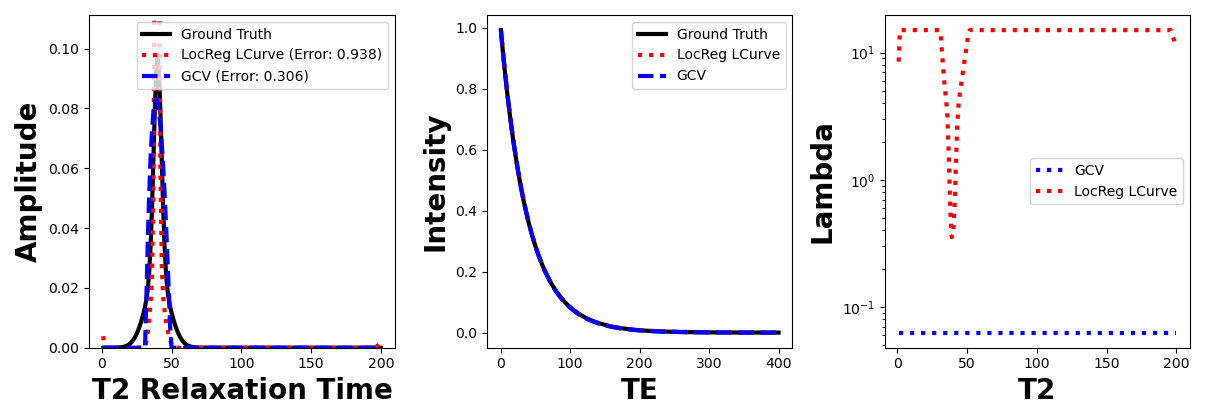 Amplitude
0.10
0.08
0.06
0.04
0.02
0.00
Ground Truth
LocReg LCurve (Error: 0.938)
GCV (Error: 0.306)
0 50 100 150 200
T2 Relaxation Time
Intensity
1.0
0.8
0.6
0.4
0.2
0.0
Ground Truth
LocReg LCurve
GCV
0 100 200 300 400
TE
Lambda
10¹
10⁰
10⁻¹
GCV
LocReg LCurve
0 50 100 150 200
T2